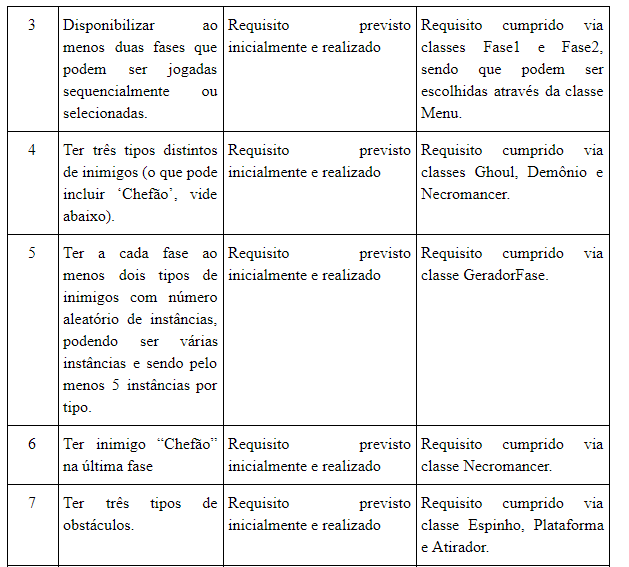 3
Disponibilizar ao
menos duas fases que
podem ser jogadas
sequencialmente ou
selecionadas.
Requisito previsto
inicialmente e realizado
Requisito cumprido via
classes Fase1 e Fase2,
sendo que podem ser
escolhidas através da classe
Menu.
4
Ter três tipos distintos
de inimigos (o que pode
incluir ‘Chefão’, vide
abaixo).
Requisito previsto
inicialmente e realizado
Requisito cumprido via
classes Ghoul, Demônio e
Necromancer.
5
Ter a cada fase ao
menos dois tipos de
inimigos com número
aleatório de instâncias,
podendo ser várias
instâncias e sendo pelo
menos 5 instâncias por
tipo.
Requisito previsto
inicialmente e realizado
Requisito cumprido via
classe GeradorFase.
6
Ter inimigo “Chefão”
na última fase
Requisito previsto
inicialmente e realizado
Requisito cumprido via
classe Necromancer.
7
Ter três tipos de
obstáculos.
Requisito previsto
inicialmente e realizado
Requisito cumprido via
classe Espinho, Plataforma
e Atirador.